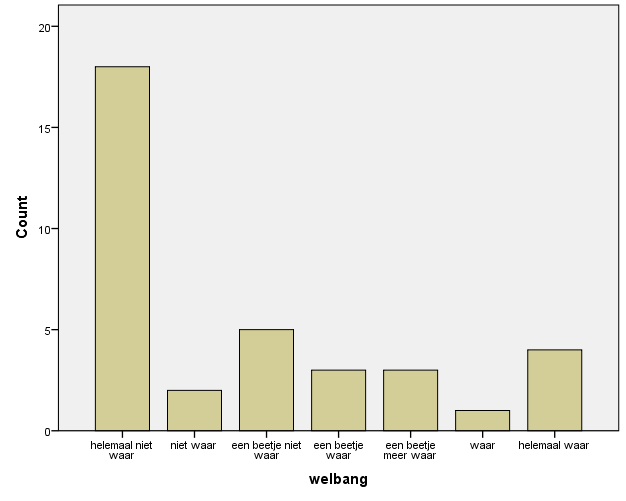 20
15
10
5
0
Count
helemaal niet
waar
niet waar
een beetje niet
waar
een beetje
waar
een beetje
meer waar
waar
helemaal waar
welbang